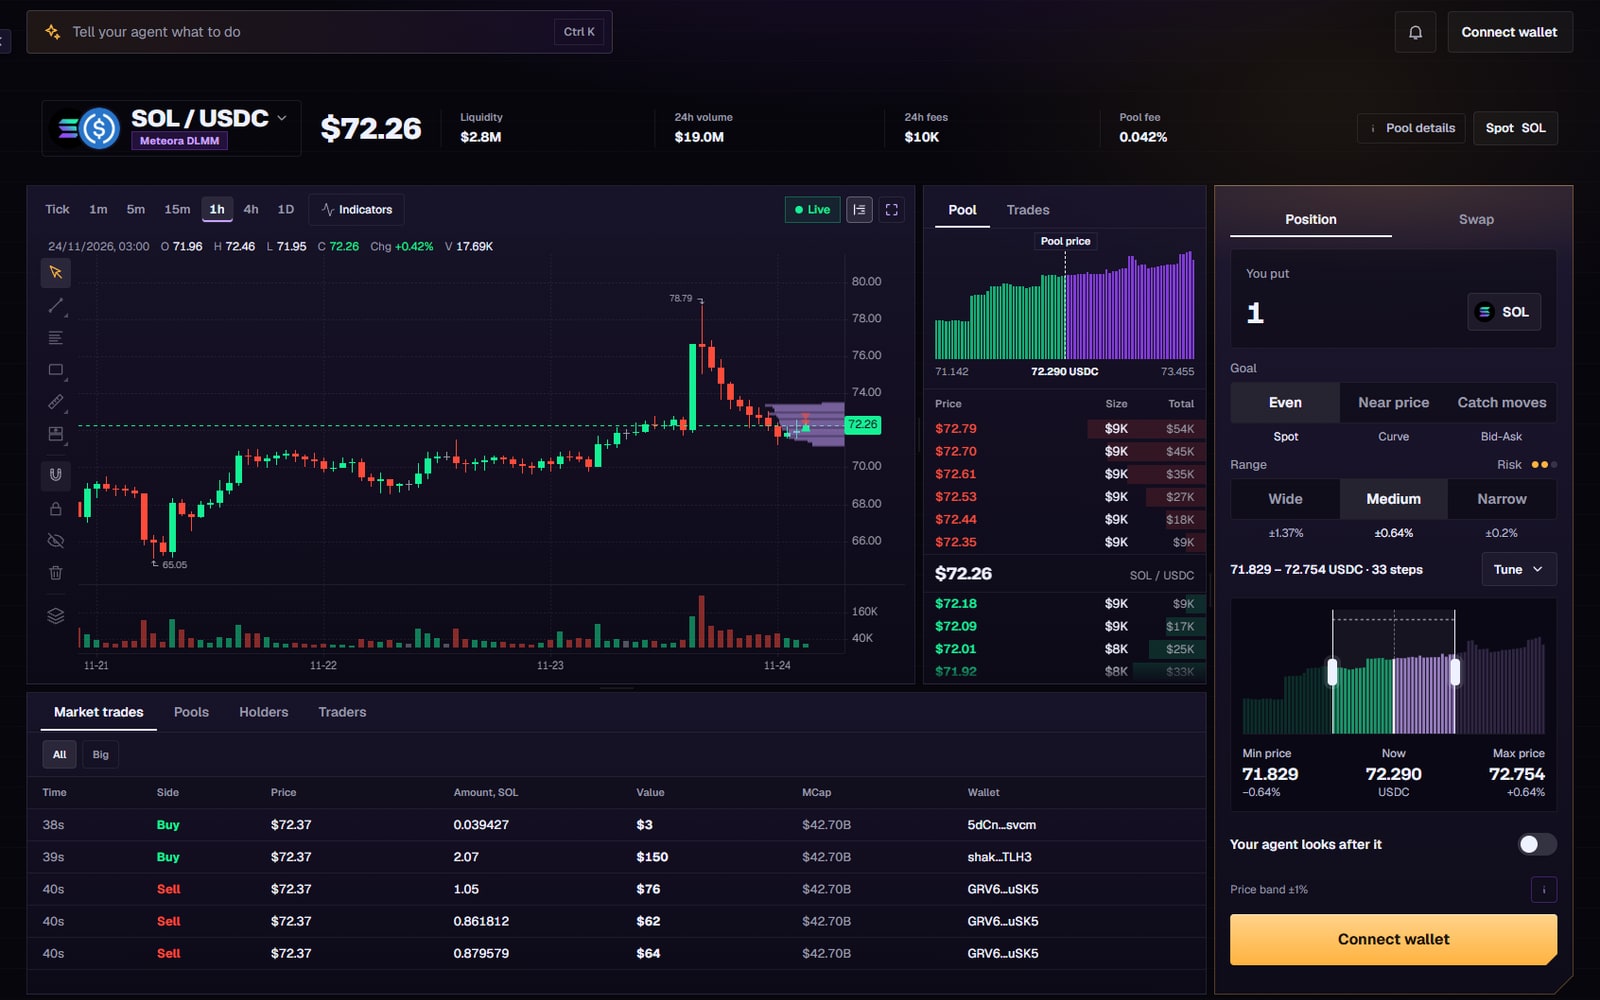 Tell your agent what to do
Ctrl K
Connect wallet
SOL / USDC
Meteora DLMM
$72.26
Liquidity
$2.8M
24h volume
$19.0M
24h fees
$10K
Pool fee
0.042%
Pool details
Spot SOL
Tick 1m 5m 15m 1h 4h 1D Indicators
Live
24/11/2026, 03:00 O 71.96 H 72.46 L 71.95 C 72.26 Chg +0.42% V 17.69K
80.00
78.79
78.00
76.00
74.00
72.26
70.00
68.00
66.00
65.05
160K
40K
11-21 11-22 11-23 11-24
Pool Trades
Pool price
71.142 72.290 USDC 73.455
Price Size Total
$72.79 $9K $54K
$72.70 $9K $45K
$72.61 $9K $35K
$72.53 $9K $27K
$72.44 $9K $18K
$72.35 $9K $9K
$72.26 SOL / USDC
$72.18 $9K $9K
$72.09 $9K $17K
$72.01 $8K $25K
$71.92 $8K $33K
Position Swap
You put
1 SOL
Goal
Even Near price Catch moves
Spot Curve Bid-Ask
Range Risk
Wide Medium Narrow
±1.37% ±0.64% ±0.2%
71.829 – 72.754 USDC · 33 steps Tune
Min price Now Max price
71.829 72.290 72.754
−0.64% USDC +0.64%
Your agent looks after it
Price band ±1% i
Connect wallet
Market trades Pools Holders Traders
All Big
Time Side Price Amount, SOL Value MCap Wallet
38s Buy $72.37 0.039427 $3 $42.70B 5dCn...svcm
39s Buy $72.37 2.07 $150 $42.70B shak...TLH3
40s Sell $72.37 1.05 $76 $42.70B GRV6...uSK5
40s Sell $72.37 0.861812 $62 $42.70B GRV6...uSK5
40s Sell $72.37 0.879579 $64 $42.70B GRV6...uSK5